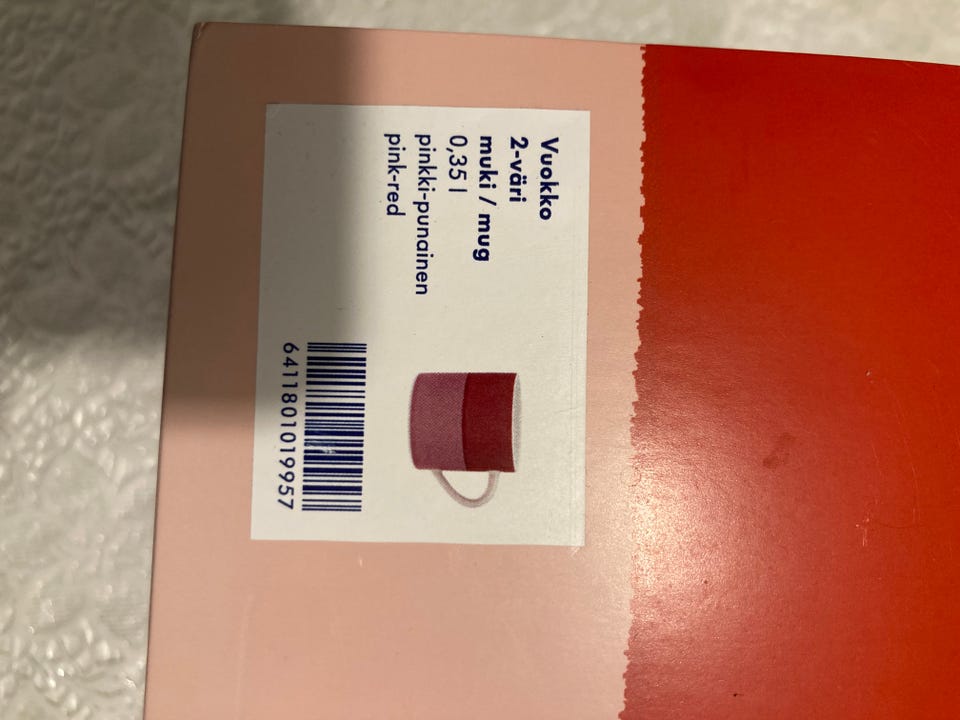 Vuokko
2-väri
muki / mug
0,35 l
pinkki-punainen
pink-red
6411801019957